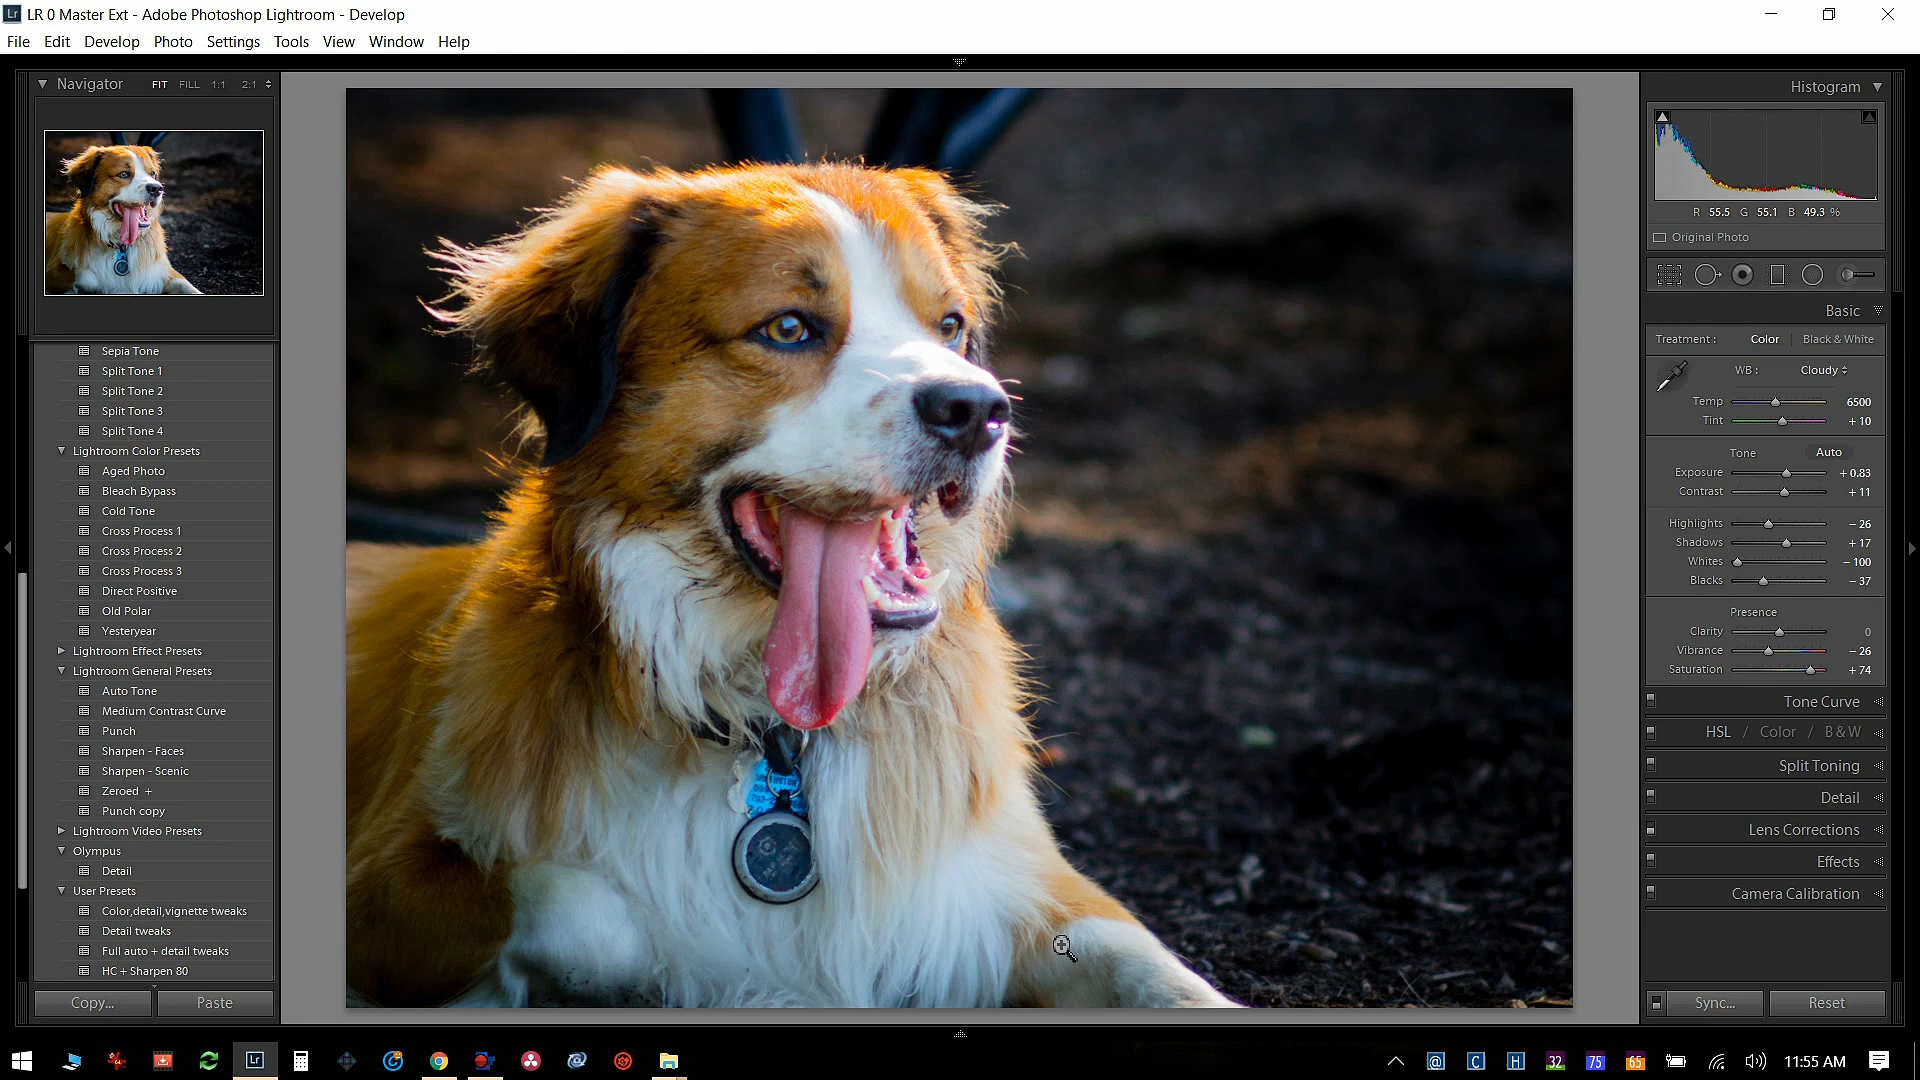 Lr LR 0 Master Ext - Adobe Photoshop Lightroom - Develop
File Edit Develop Photo Settings Tools View Window Help
Navigator FIT FILL 1:1 2:1
Sepia Tone
Split Tone 1
Split Tone 2
Split Tone 3
Split Tone 4
Lightroom Color Presets
Aged Photo
Bleach Bypass
Cold Tone
Cross Process 1
Cross Process 2
Cross Process 3
Direct Positive
Old Polar
Yesteryear
Lightroom Effect Presets
Lightroom General Presets
Auto Tone
Medium Contrast Curve
Punch
Sharpen - Faces
Sharpen - Scenic
Zeroed +
Punch copy
Lightroom Video Presets
Olympus
Detail
User Presets
Color,detail,vignette tweaks
Detail tweaks
Full auto + detail tweaks
HC + Sharpen 80
Copy... Paste
Histogram
R 55.5 G 55.1 B 49.3 %
Original Photo
Basic
Treatment : Color Black & White
WB : Cloudy
Temp 6500
Tint + 10
Tone Auto
Exposure + 0.83
Contrast + 11
Highlights - 26
Shadows + 17
Whites - 100
Blacks - 37
Presence
Clarity 0
Vibrance - 26
Saturation + 74
Tone Curve
HSL / Color / B & W
Split Toning
Detail
Lens Corrections
Effects
Camera Calibration
Sync... Reset
Lr @ C H 32 75 65 11:55 AM